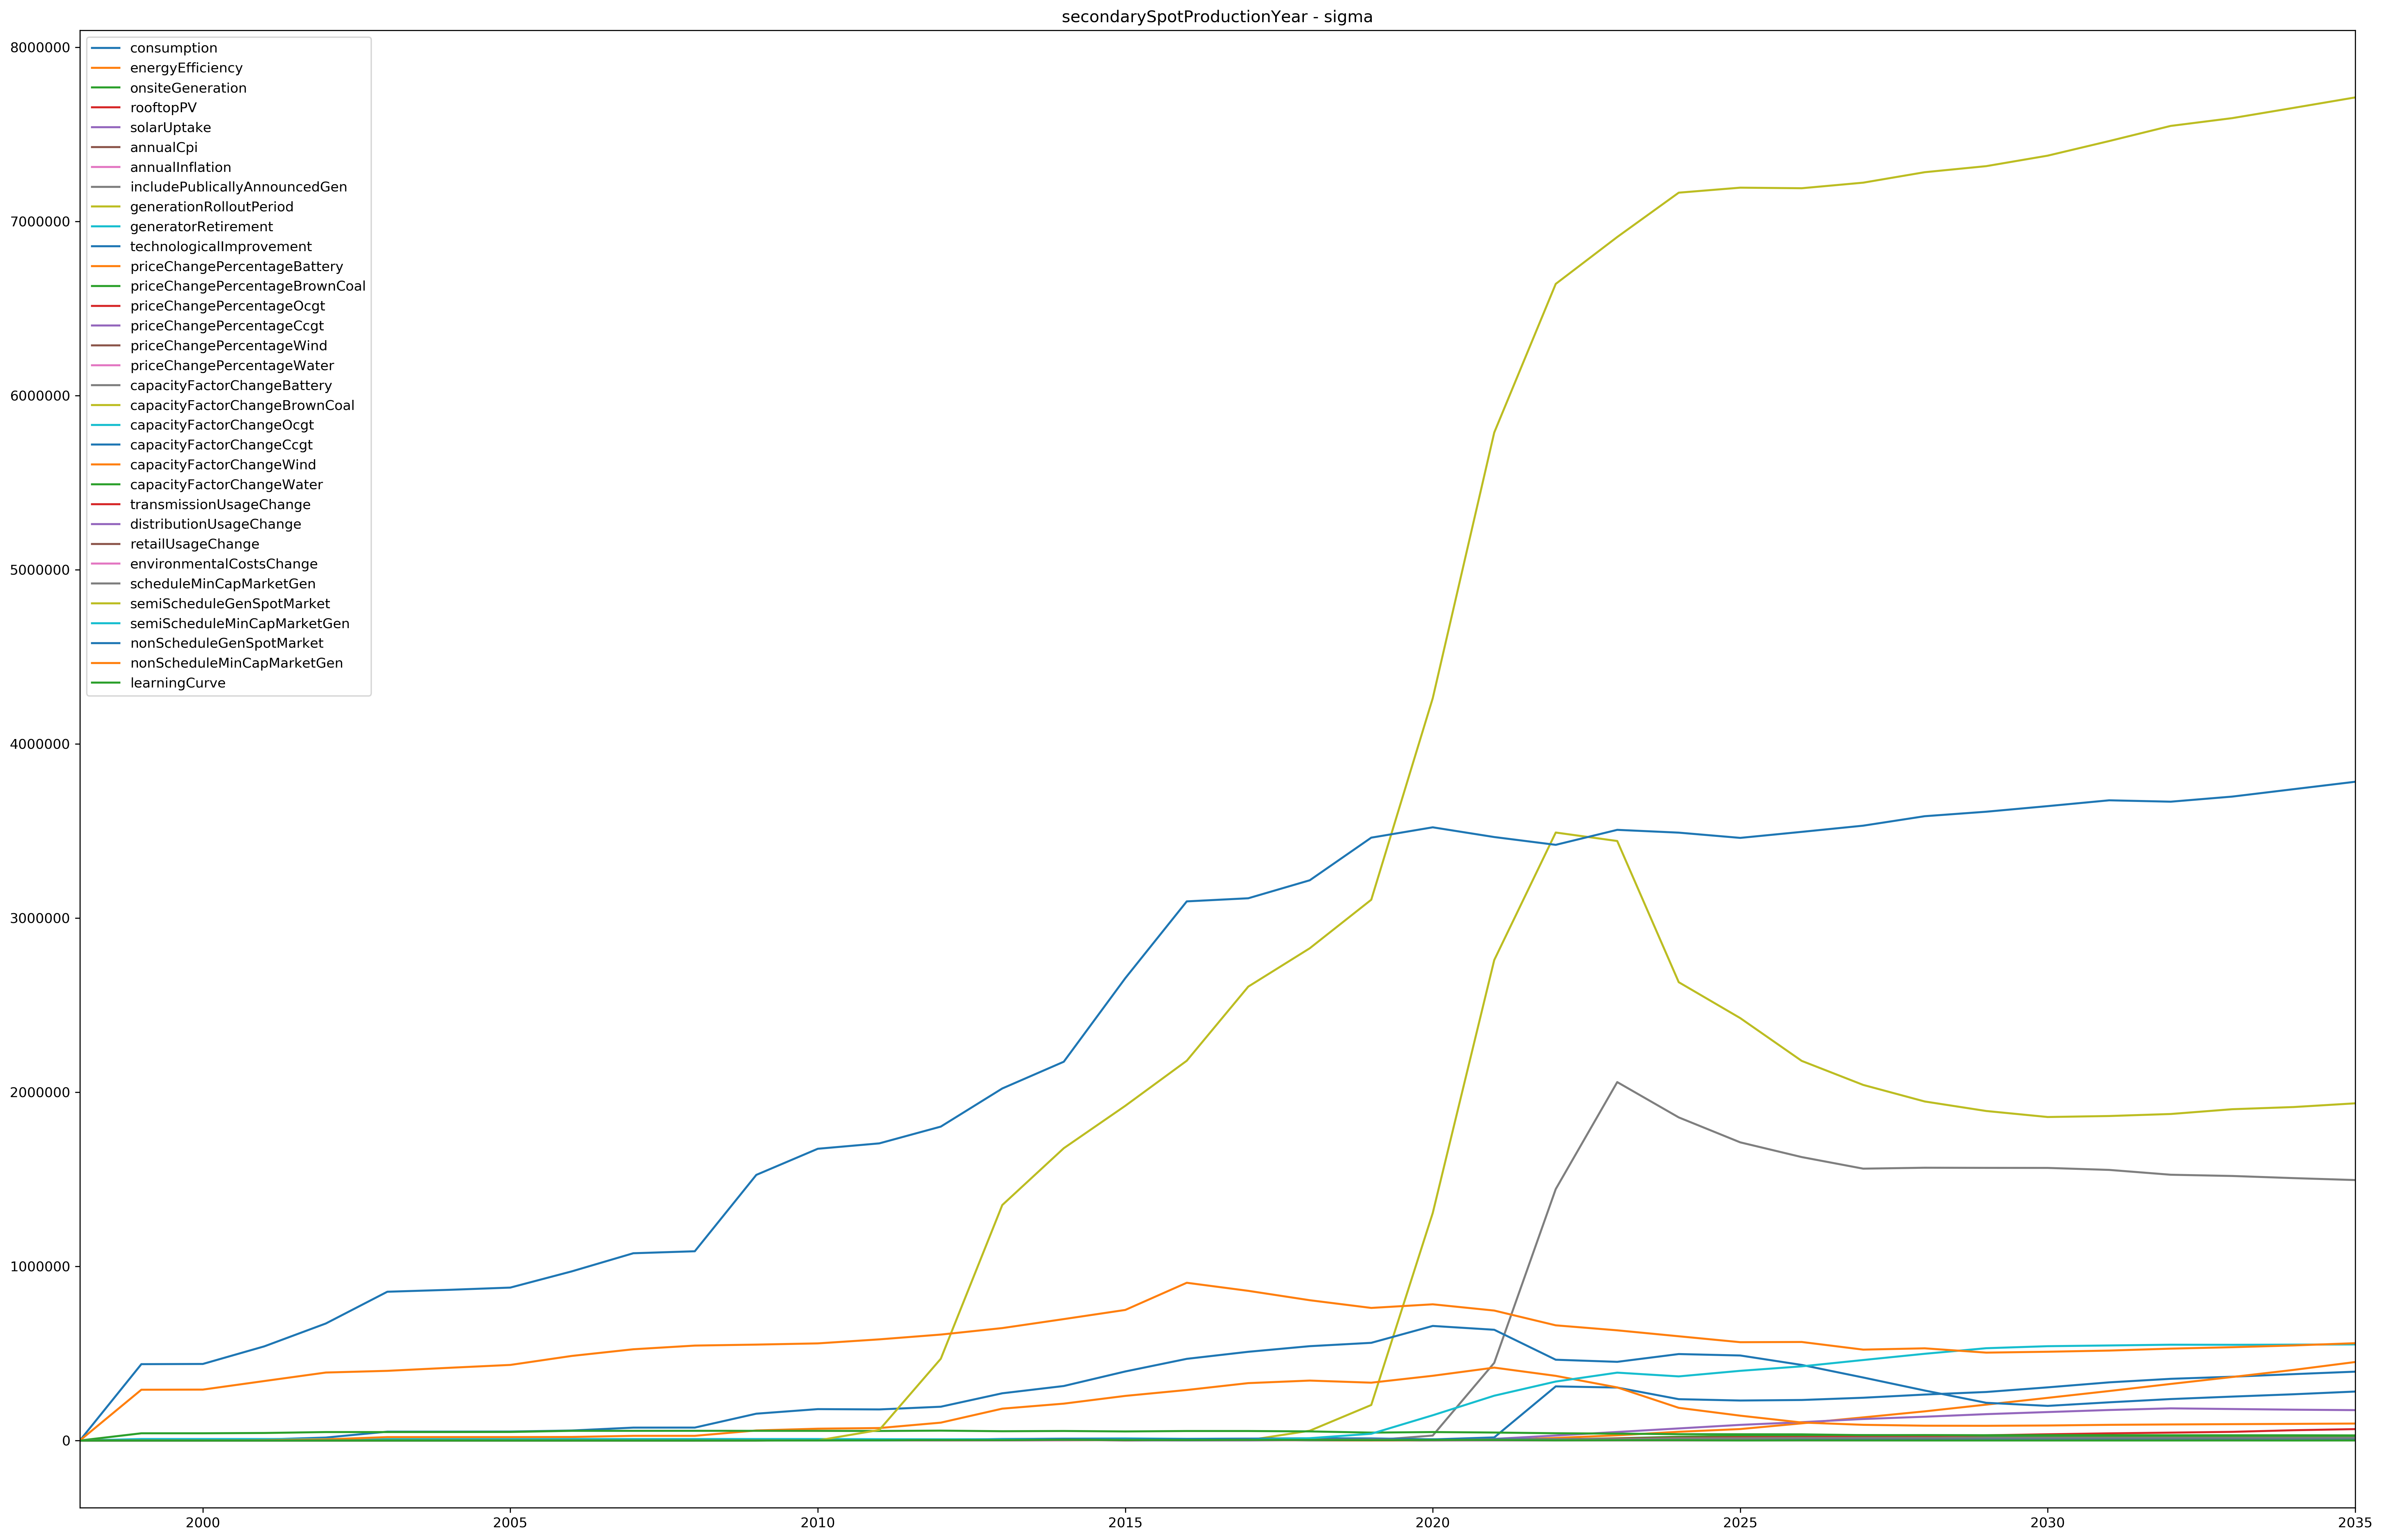 secondarySpotProductionYear - sigma
8000000
7000000
6000000
5000000
4000000
3000000
2000000
1000000
0
consumption
energyEfficiency
onsiteGeneration
rooftopPV
solarUptake
annualCpi
annualInflation
includePublicallyAnnouncedGen
generationRolloutPeriod
generatorRetirement
technologicalImprovement
priceChangePercentageBattery
priceChangePercentageBrownCoal
priceChangePercentageOcgt
priceChangePercentageCcgt
priceChangePercentageWind
priceChangePercentageWater
capacityFactorChangeBattery
capacityFactorChangeBrownCoal
capacityFactorChangeOcgt
capacityFactorChangeCcgt
capacityFactorChangeWind
capacityFactorChangeWater
transmissionUsageChange
distributionUsageChange
retailUsageChange
environmentalCostsChange
scheduleMinCapMarketGen
semiScheduleGenSpotMarket
semiScheduleMinCapMarketGen
nonScheduleGenSpotMarket
nonScheduleMinCapMarketGen
learningCurve
2000 2005 2010 2015 2020 2025 2030 2035